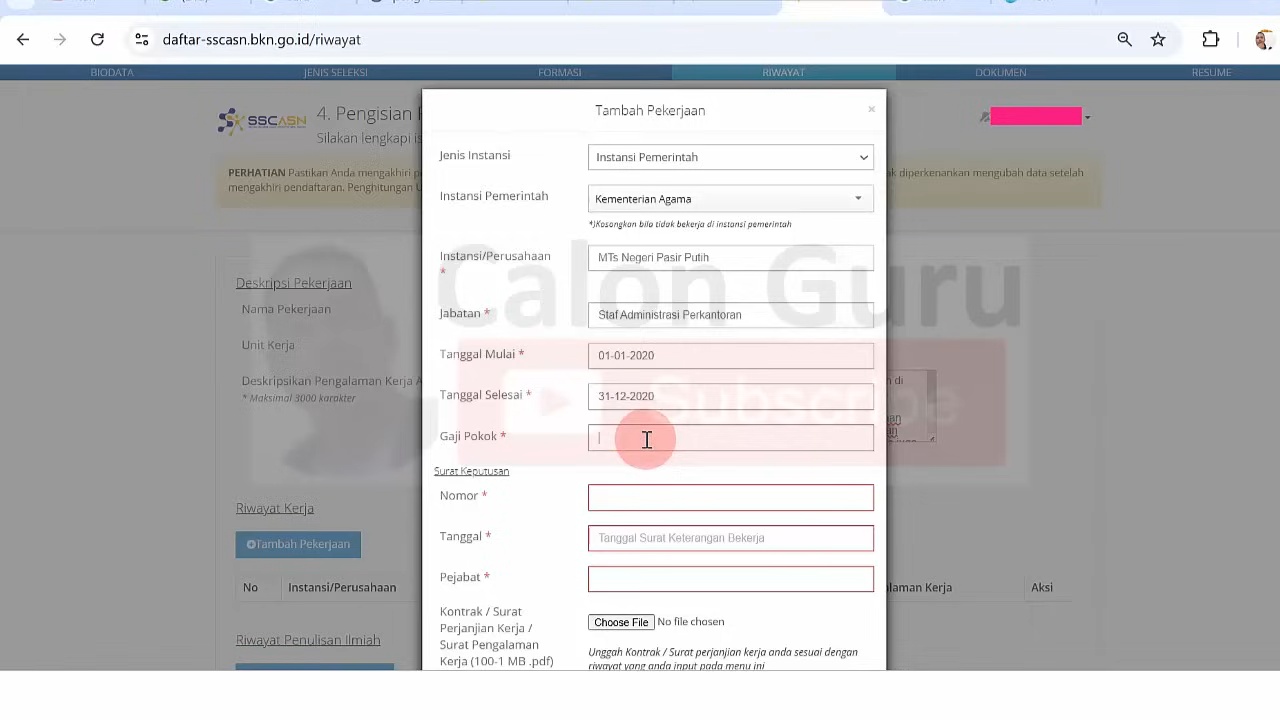 daftar-sscasn.bkn.go.id/riwayat
BIODATA JENIS SELEKSI FORMASI RIWAYAT DOKUMEN RESUME
SSCASN
4. Pengisian
Silakan lengkapi
PERHATIAN Pastikan Anda mengakhiri
mengakhiri pendaftaran. Penghitungan
diperkenankan mengubah data setelah
Tambah Pekerjaan ×
Jenis Instansi Instansi Pemerintah
Instansi Pemerintah Kementerian Agama
*)Kosongkan bila tidak bekerja di instansi pemerintah
Instansi/Perusahaan MTs Negeri Pasir Putih
*
Jabatan * Staf Administrasi Perkantoran
Tanggal Mulai * 01-01-2020
Tanggal Selesai * 31-12-2020
Gaji Pokok *
Surat Keputusan
Nomor *
Tanggal * Tanggal Surat Keterangan Bekerja
Pejabat *
Kontrak / Surat
Perjanjian Kerja /
Surat Pengalaman
Kerja (100-1 MB .pdf)
Choose File No file chosen
Unggah Kontrak / Surat perjanjian kerja anda sesuai dengan
riwayat yang anda input pada menu ini
Calon Guru
Subscribe
Deskripsi Pekerjaan
Nama Pekerjaan
Unit Kerja
Deskripsikan Pengalaman Kerja
* Maksimal 3000 karakter
Riwayat Kerja
Tambah Pekerjaan
No Instansi/Perusahaan Kerja Aksi
Riwayat Penulisan Ilmiah